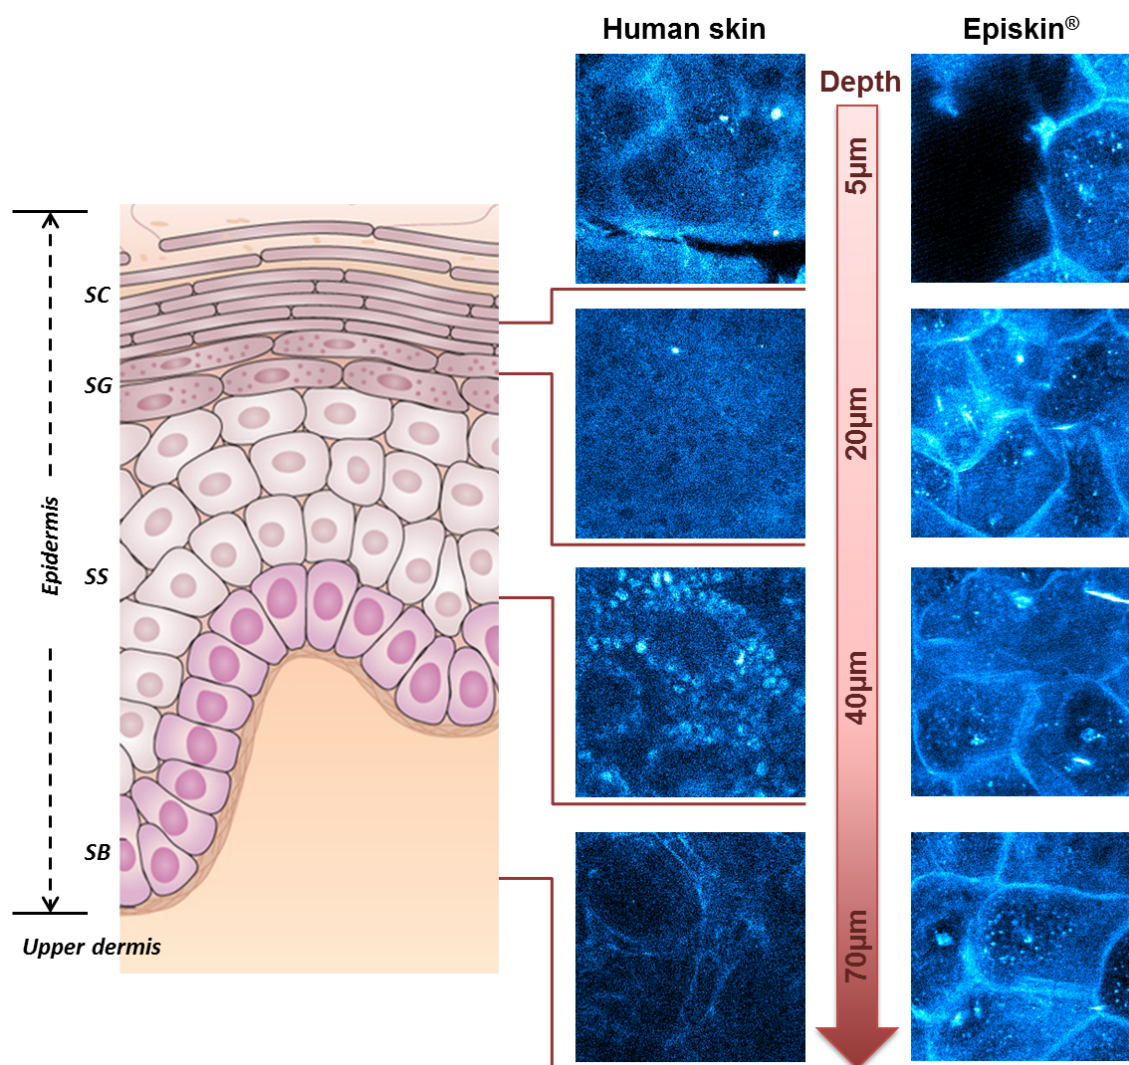 Human skin
Episkin®
Depth
5µm
20µm
40µm
70µm
SC
SG
Epidermis
SS
SB
Upper dermis